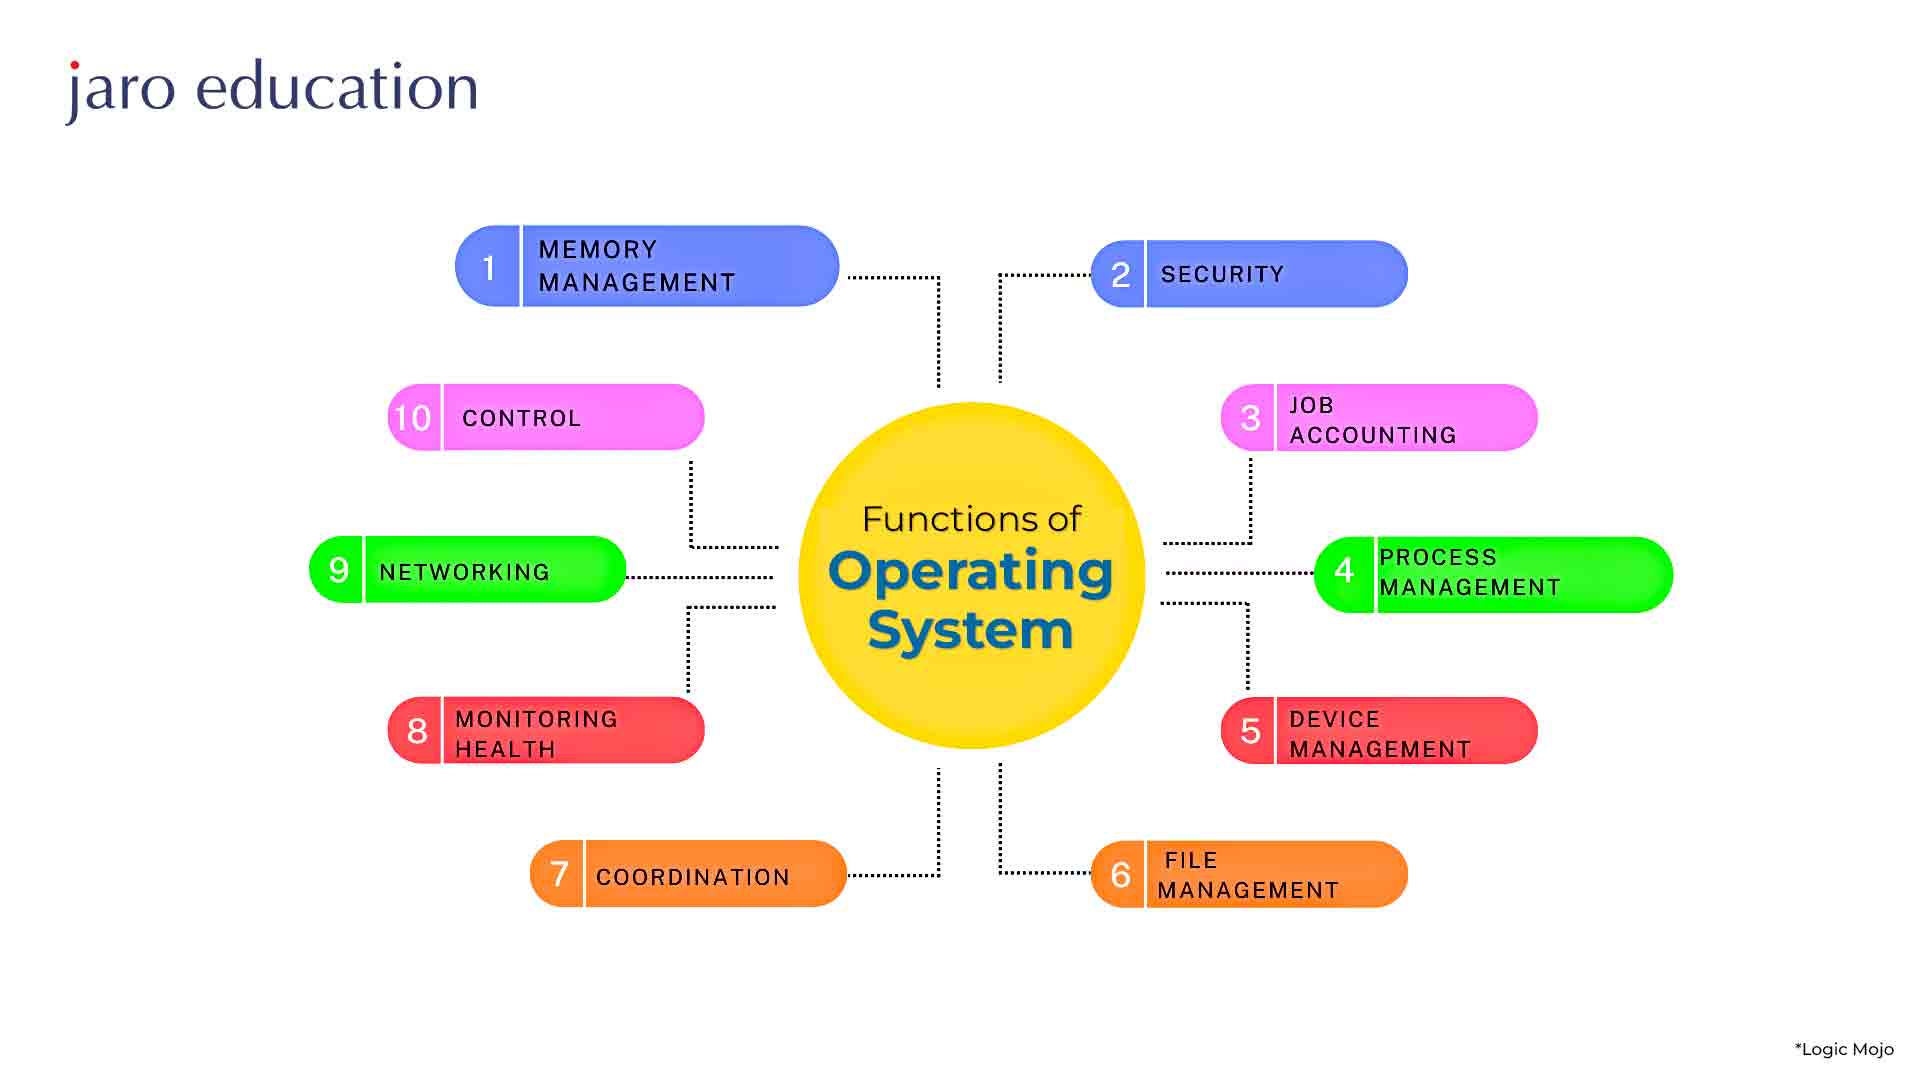 jaro education
1
MEMORY
MANAGEMENT
2
SECURITY
10
CONTROL
3
JOB
ACCOUNTING
Functions of
Operating
System
9
NETWORKING
4
PROCESS
MANAGEMENT
8
MONITORING
HEALTH
5
DEVICE
MANAGEMENT
7
COORDINATION
6
FILE
MANAGEMENT
*Logic Mojo